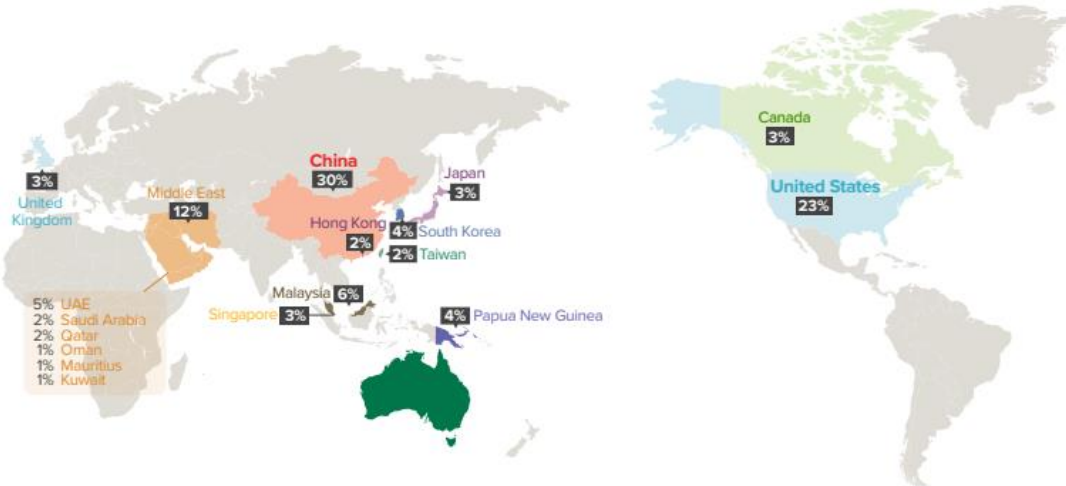 Canada
3%
China
30%
United States
23%
Japan
3%
3%
United
Kingdom
Middle East
12%
Hong Kong
2%
4% South Korea
2% Taiwan
Malaysia 6%
Singapore 3%
4% Papua New Guinea
5% UAE
2% Saudi Arabia
2% Qatar
1% Oman
1% Mauritius
1% Kuwait